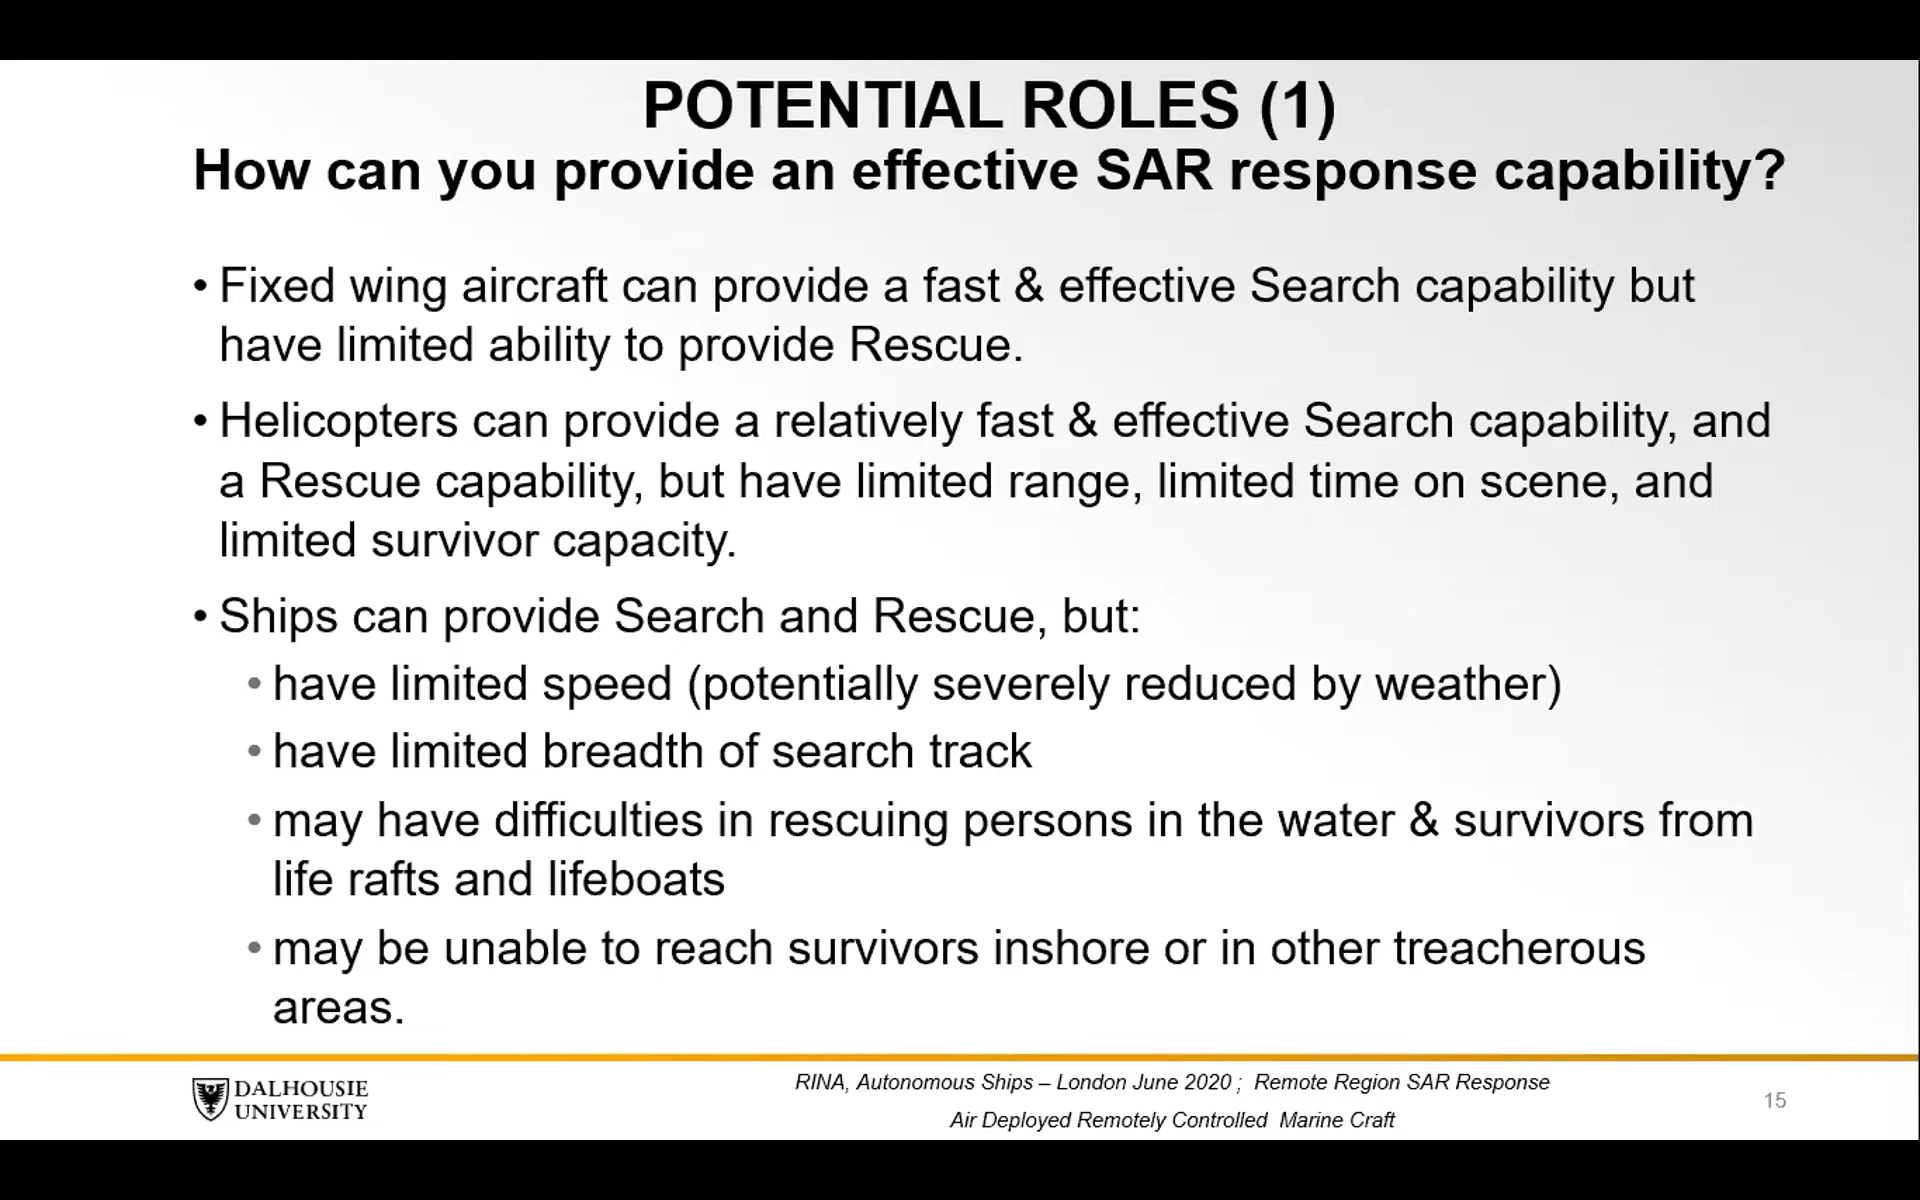 POTENTIAL ROLES (1)
How can you provide an effective SAR response capability?
• Fixed wing aircraft can provide a fast & effective Search capability but
have limited ability to provide Rescue.
• Helicopters can provide a relatively fast & effective Search capability, and
a Rescue capability, but have limited range, limited time on scene, and
limited survivor capacity.
• Ships can provide Search and Rescue, but:
• have limited speed (potentially severely reduced by weather)
• have limited breadth of search track
• may have difficulties in rescuing persons in the water & survivors from
life rafts and lifeboats
• may be unable to reach survivors inshore or in other treacherous
areas.
DALHOUSIE
UNIVERSITY
RINA, Autonomous Ships – London June 2020 ; Remote Region SAR Response
Air Deployed Remotely Controlled Marine Craft
15